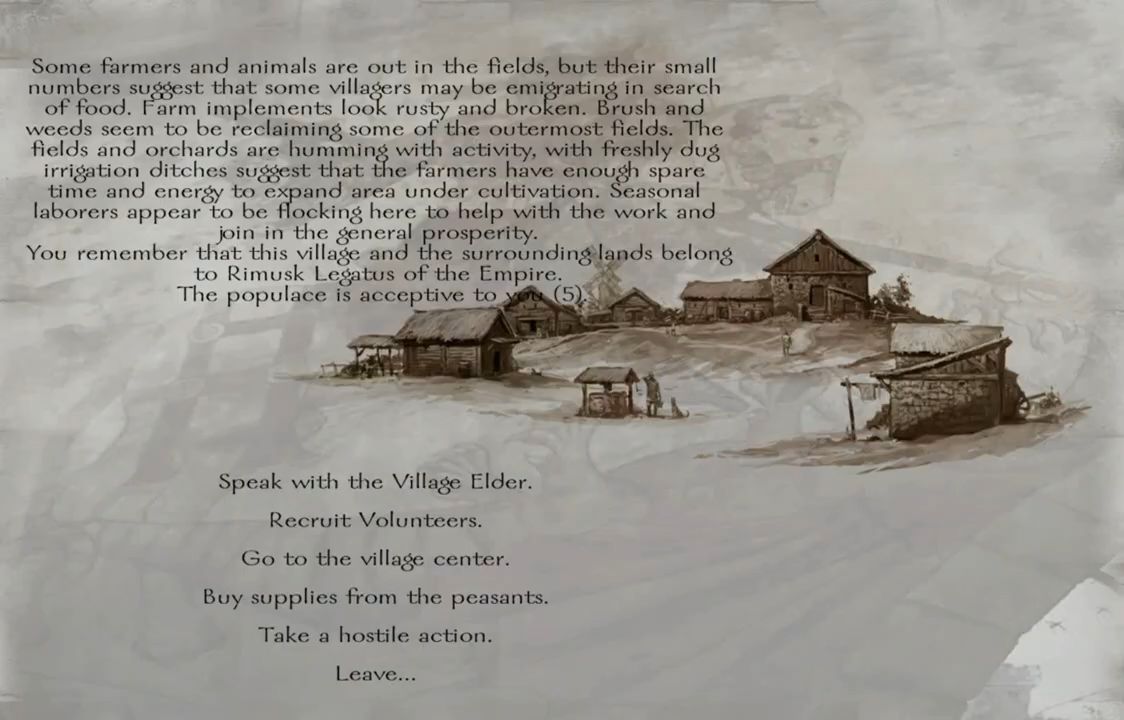 Some farmers and animals are out in the fields, but their small
numbers suggest that some villagers may be emigrating in search
of food. Farm implements look rusty and broken. Brush and
weeds seem to be reclaiming some of the outermost fields. The
fields and orchards are humming with activity, with freshly dug
irrigation ditches suggest that the farmers have enough spare
time and energy to expand area under cultivation. Seasonal
laborers appear to be flocking here to help with the work and
join in the general prosperity.
You remember that this village and the surrounding lands belong
to Rimusk Legatus of the Empire.
The populace is acceptive to you (5).
Speak with the Village Elder.
Recruit Volunteers.
Go to the village center.
Buy supplies from the peasants.
Take a hostile action.
Leave...